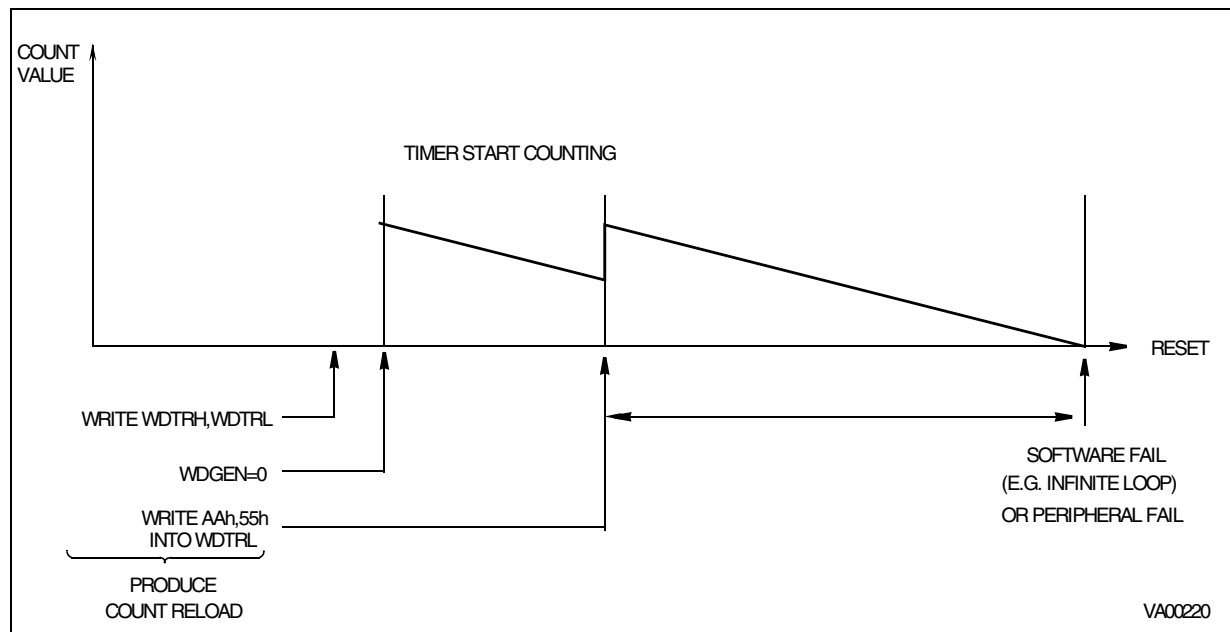 COUNT
VALUE
TIMER START COUNTING
RESET
WRITE WDTRH,WDTRL
WDGEN=0
WRITE AAh,55h
INTO WDTRL
PRODUCE
COUNT RELOAD
SOFTWARE FAIL
(E.G. INFINITE LOOP)
OR PERIPHERAL FAIL
VA00220